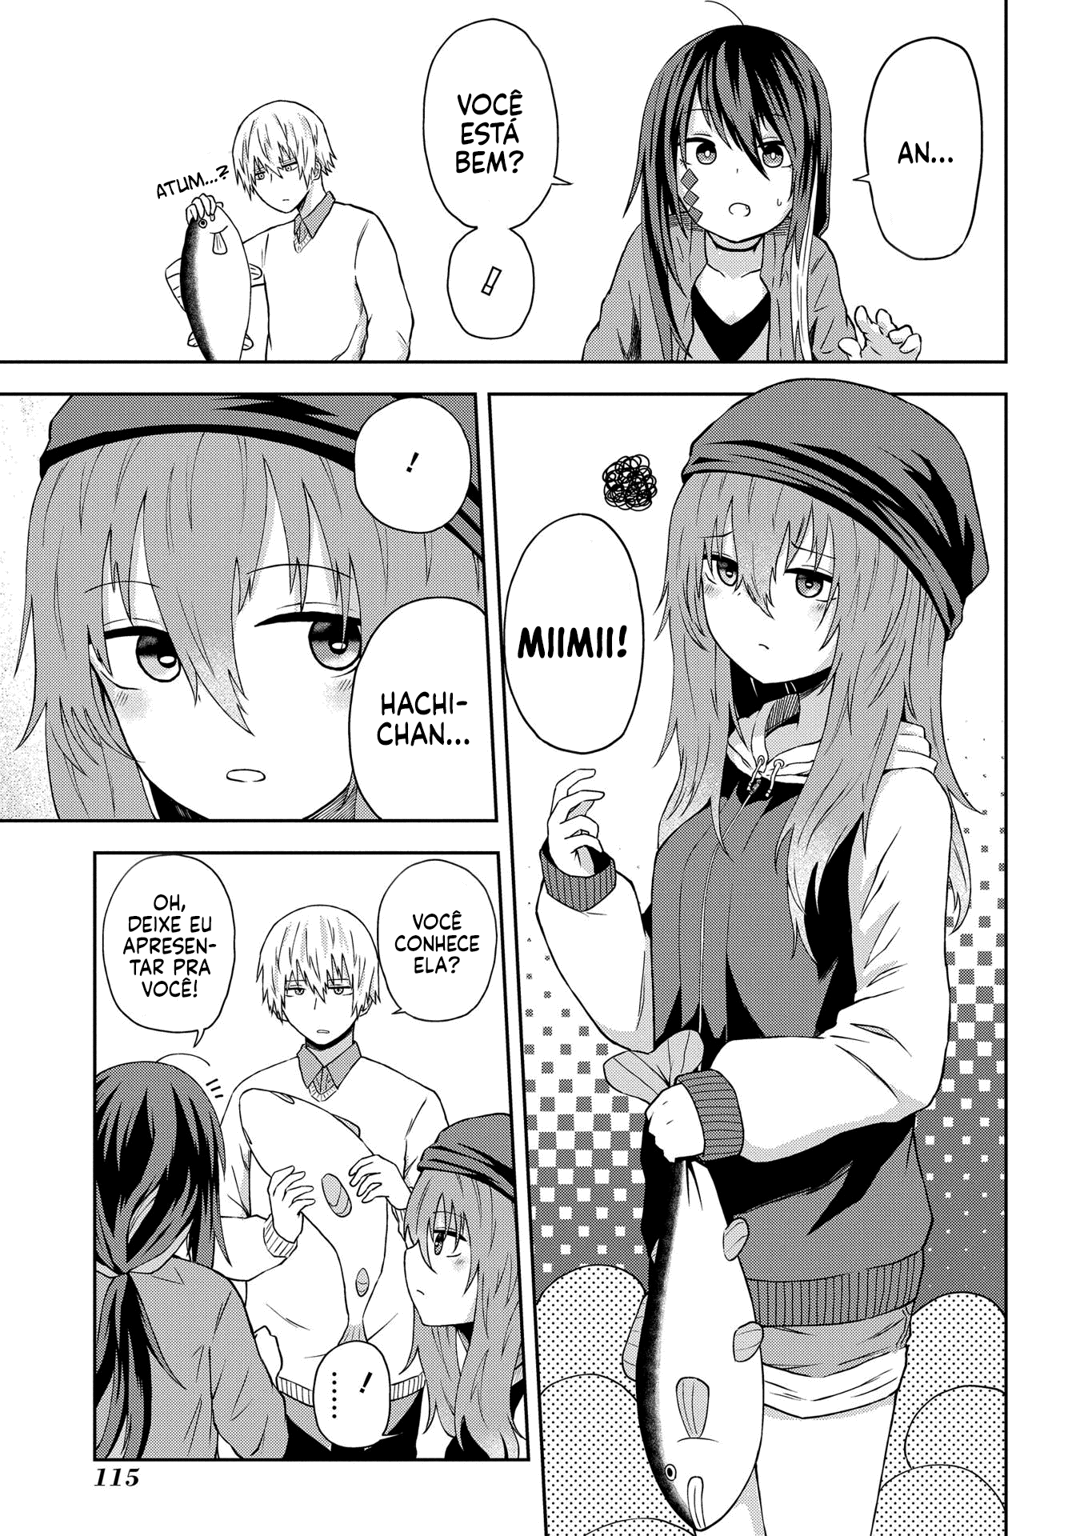 AN...
VOCÊ
ESTÁ
BEM?
!
ATUM...?
MIIMII!
!
HACHI-
CHAN...
VOCÊ
CONHECE
ELA?
OH,
DEIXE EU
APRESEN-
TAR PRA
VOCÊ!
......!
115